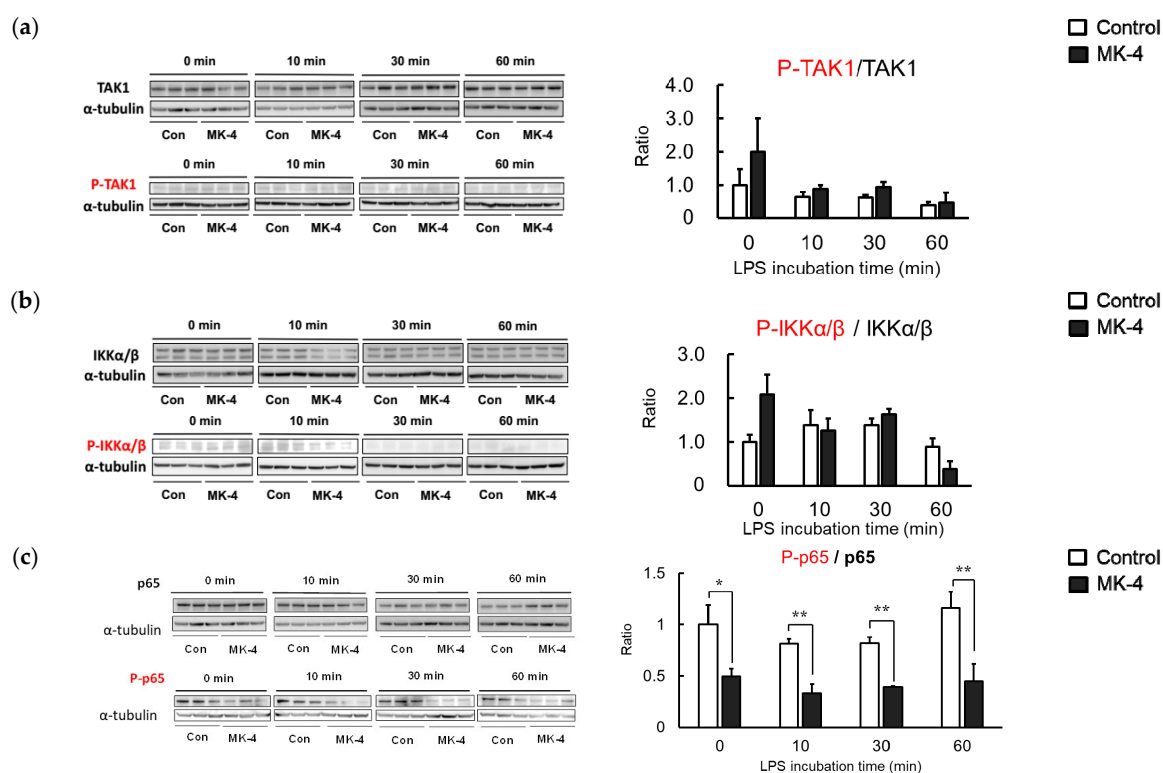 (a)
0 min 10 min 30 min 60 min
TAK1
α-tubulin
Con MK-4 Con MK-4 Con MK-4 Con MK-4
0 min 10 min 30 min 60 min
P-TAK1
α-tubulin
Con MK-4 Con MK-4 Con MK-4 Con MK-4
Control
MK-4
P-TAK1/TAK1
Ratio
4.0
3.0
2.0
1.0
.0
0 10 30 60
LPS incubation time (min)
(b)
0 min 10 min 30 min 60 min
IKKα/β
α-tubulin
Con MK-4 Con MK-4 Con MK-4 Con MK-4
0 min 10 min 30 min 60 min
P-IKKα/β
α-tubulin
Con MK-4 Con MK-4 Con MK-4 Con MK-4
Control
MK-4
P-IKKα/β / IKKα/β
Ratio
3.0
2.0
1.0
.0
0 10 30 60
LPS incubation time (min)
(c)
p65
0 min 10 min 30 min 60 min
α-tubulin
Con MK-4 Con MK-4 Con MK-4 Con MK-4
P-p65
0 min 10 min 30 min 60 min
α-tubulin
Con MK-4 Con MK-4 Con MK-4 Con MK-4
P-p65 / p65
Control
MK-4
Ratio
1.5
1
0.5
0
* ** ** **
0 10 30 60
LPS incubation time (min)